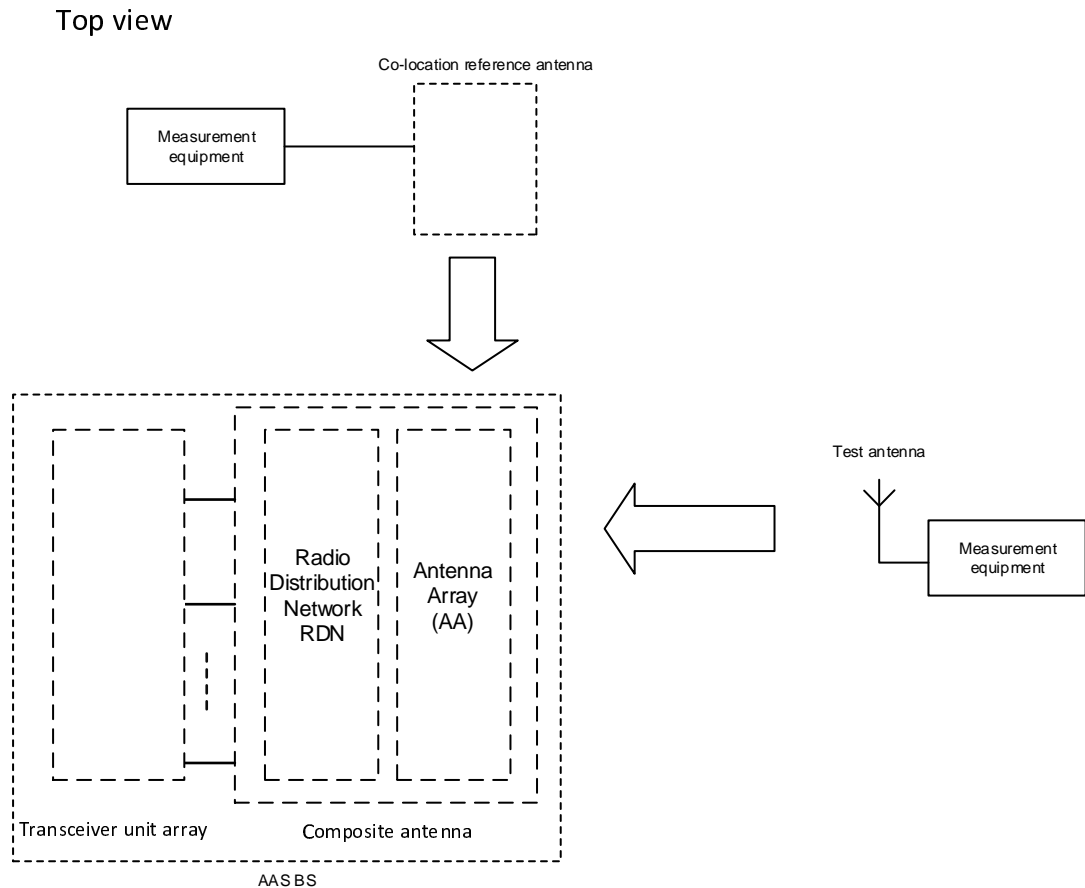 Top view
Co-location reference antenna
Measurement
equipment
Test antenna
Measurement
equipment
Radio
Distribution
Network
RDN
Antenna
Array
(AA)
Transceiver unit array
Composite antenna
AAS BS